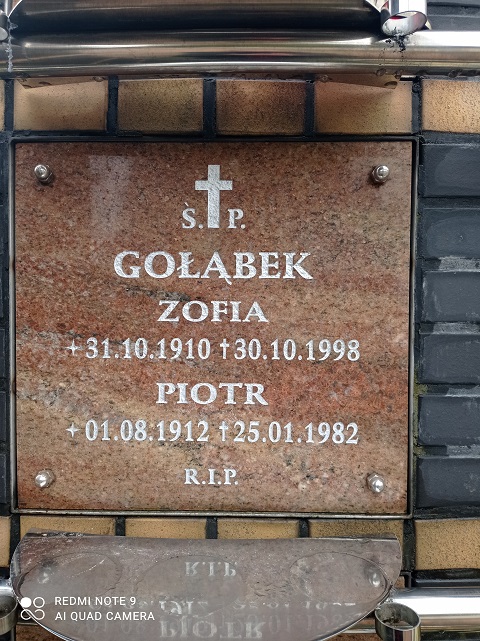 Ś. P.
GOŁĄBEK
ZOFIA
31.10.1910 † 30.10.1998
PIOTR
01.08.1912 † 25.01.1982
R.I.P.
R.I.P.
PIOTR
REDMI NOTE 9
AI QUAD CAMERA